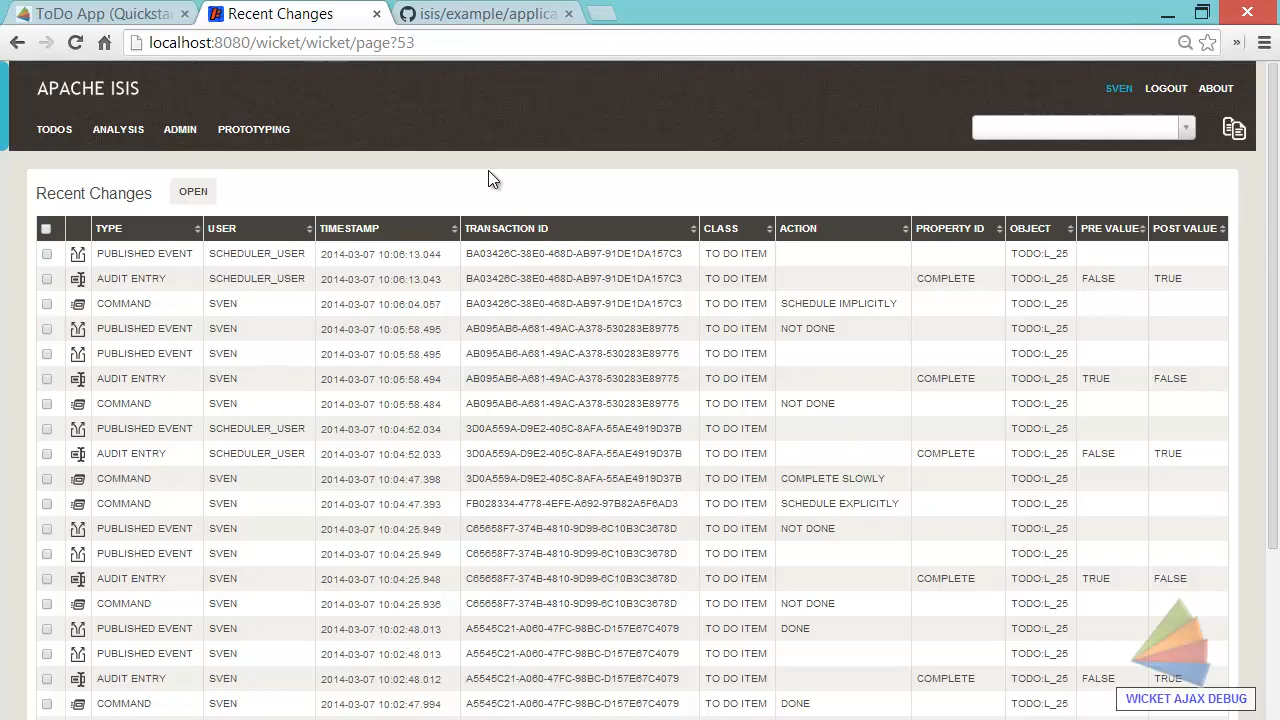 ToDo App (Quickstar
Recent Changes
isis/example/applica
localhost:8080/wicket/wicket/page?53
APACHE ISIS
SVEN LOGOUT ABOUT
TODOS ANALYSIS ADMIN PROTOTYPING
Recent Changes OPEN
TYPE USER TIMESTAMP TRANSACTION ID CLASS ACTION PROPERTY ID OBJECT PRE VALUE POST VALUE
PUBLISHED EVENT SCHEDULER_USER 2014-03-07 10:06:13.044 BA03426C-38E0-468D-AB97-91DE1DA157C3 TO DO ITEM TODO:L_25
AUDIT ENTRY SCHEDULER_USER 2014-03-07 10:06:13.043 BA03426C-38E0-468D-AB97-91DE1DA157C3 TO DO ITEM COMPLETE TODO:L_25 FALSE TRUE
COMMAND SVEN 2014-03-07 10:06:04.057 BA03426C-38E0-468D-AB97-91DE1DA157C3 TO DO ITEM SCHEDULE IMPLICITLY TODO:L_25
PUBLISHED EVENT SVEN 2014-03-07 10:05:58.495 AB095AB6-A681-49AC-A378-530283E89775 TO DO ITEM NOT DONE TODO:L_25
PUBLISHED EVENT SVEN 2014-03-07 10:05:58.495 AB095AB6-A681-49AC-A378-530283E89775 TO DO ITEM TODO:L_25
AUDIT ENTRY SVEN 2014-03-07 10:05:58.494 AB095AB6-A681-49AC-A378-530283E89775 TO DO ITEM COMPLETE TODO:L_25 TRUE FALSE
COMMAND SVEN 2014-03-07 10:05:58.484 AB095AB6-A681-49AC-A378-530283E89775 TO DO ITEM NOT DONE TODO:L_25
PUBLISHED EVENT SCHEDULER_USER 2014-03-07 10:04:52.034 3D0A559A-D9E2-405C-8AFA-55AE4919D37B TO DO ITEM TODO:L_25
AUDIT ENTRY SCHEDULER_USER 2014-03-07 10:04:52.033 3D0A559A-D9E2-405C-8AFA-55AE4919D37B TO DO ITEM COMPLETE TODO:L_25 FALSE TRUE
COMMAND SVEN 2014-03-07 10:04:47.398 3D0A559A-D9E2-405C-8AFA-55AE4919D37B TO DO ITEM COMPLETE SLOWLY TODO:L_25
COMMAND SVEN 2014-03-07 10:04:47.393 FB028334-4778-4EFE-A692-97B82A5F6AD3 TO DO ITEM SCHEDULE EXPLICITLY TODO:L_25
PUBLISHED EVENT SVEN 2014-03-07 10:04:25.949 C65658F7-374B-4810-9D99-6C10B3C3678D TO DO ITEM NOT DONE TODO:L_25
PUBLISHED EVENT SVEN 2014-03-07 10:04:25.949 C65658F7-374B-4810-9D99-6C10B3C3678D TO DO ITEM TODO:L_25
AUDIT ENTRY SVEN 2014-03-07 10:04:25.948 C65658F7-374B-4810-9D99-6C10B3C3678D TO DO ITEM COMPLETE TODO:L_25 TRUE FALSE
COMMAND SVEN 2014-03-07 10:04:25.936 C65658F7-374B-4810-9D99-6C10B3C3678D TO DO ITEM NOT DONE TODO:L_25
PUBLISHED EVENT SVEN 2014-03-07 10:02:48.013 A5545C21-A060-47FC-98BC-D157E67C4079 TO DO ITEM DONE TODO:L_25
PUBLISHED EVENT SVEN 2014-03-07 10:02:48.013 A5545C21-A060-47FC-98BC-D157E67C4079 TO DO ITEM TODO:L_25
AUDIT ENTRY SVEN 2014-03-07 10:02:48.012 A5545C21-A060-47FC-98BC-D157E67C4079 TO DO ITEM COMPLETE TODO:L_25 FALSE TRUE
COMMAND SVEN 2014-03-07 10:02:47.984 A5545C21-A060-47FC-98BC-D157E67C4079 TO DO ITEM DONE TODO:L_25
WICKET AJAX DEBUG